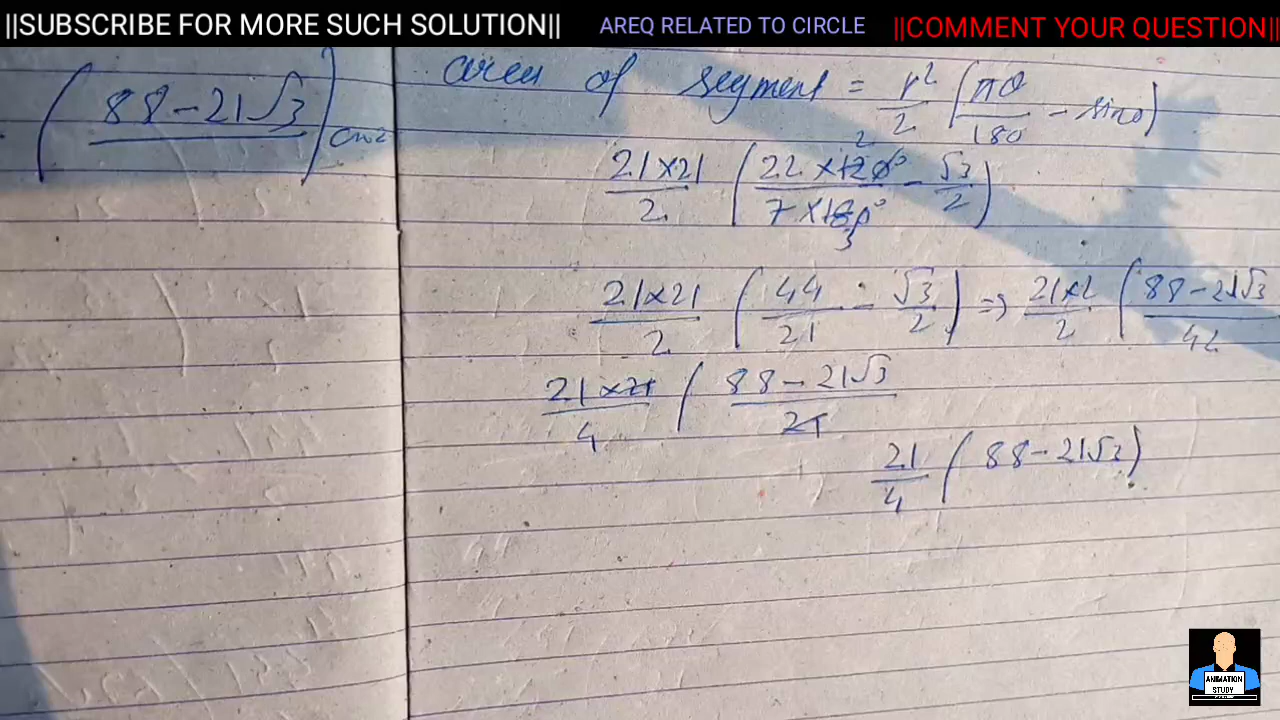 ||SUBSCRIBE FOR MORE SUCH SOLUTION||
AREQ RELATED TO CIRCLE
||COMMENT YOUR QUESTION||
(88-21√3) cm2
area of segment = r²/2 (πθ/180 - sinθ)
21×21/2 (22×120°/7×180° - √3/2)
2
3
21×21/2 (44/21 - √3/2) => 21×2/2 (88-21√3/42
21×21/4 (88-21√3/21
21/4 (88-21√3)
ANIMATION
STUDY